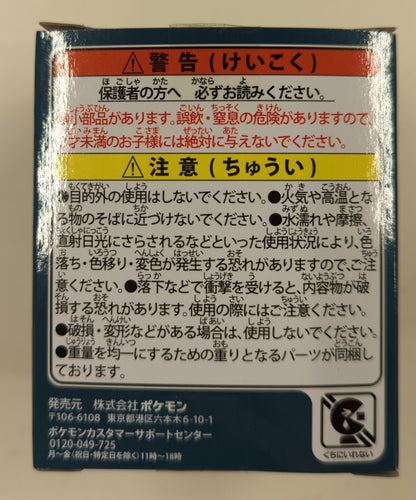 ⚠警告(けいこく)
保護者の方へ 必ずお読みください。
小部品があります。誤飲・窒息の危険がありますので、
才未満のお子様には絶対に与えないでください。
⚠注意(ちゅうい)
●目的外の使用はしないでください。●火気や高温とな
る物のそばに近づけないでください。●水濡れや摩擦、
直射日光にさらされるなどといった使用状況により、色
落ち・色移り・変色が発生する恐れがありますので、ご注
意ください。●落下などで衝撃を受けると、内容物が破
損する恐れがあります。使用の際にはご注意ください。
●破損・変形などがある場合は、使用しないでください。
●重量を均一にするための重りとなるパーツが同梱し
ております。
発売元 株式会社ポケモン
〒106-6108 東京都港区六本木6-10-1
ポケモンカスタマーサポートセンター
0120-049-725
月～金(祝日・特定日を除く)11時～18時
くちにいれない